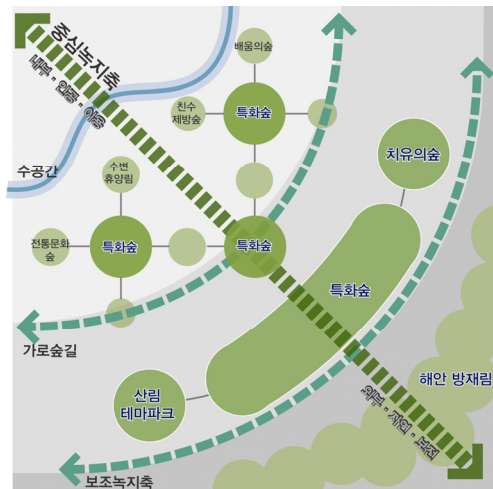 중심녹지축
내부·인공·이용
배움의숲
친수
제방숲
특화숲
치유의숲
수공간
수변
휴양림
전통문화
숲
특화숲
특화숲
특화숲
가로숲길
산림
테마파크
해안 방재림
외부·자연·보전
보조녹지축